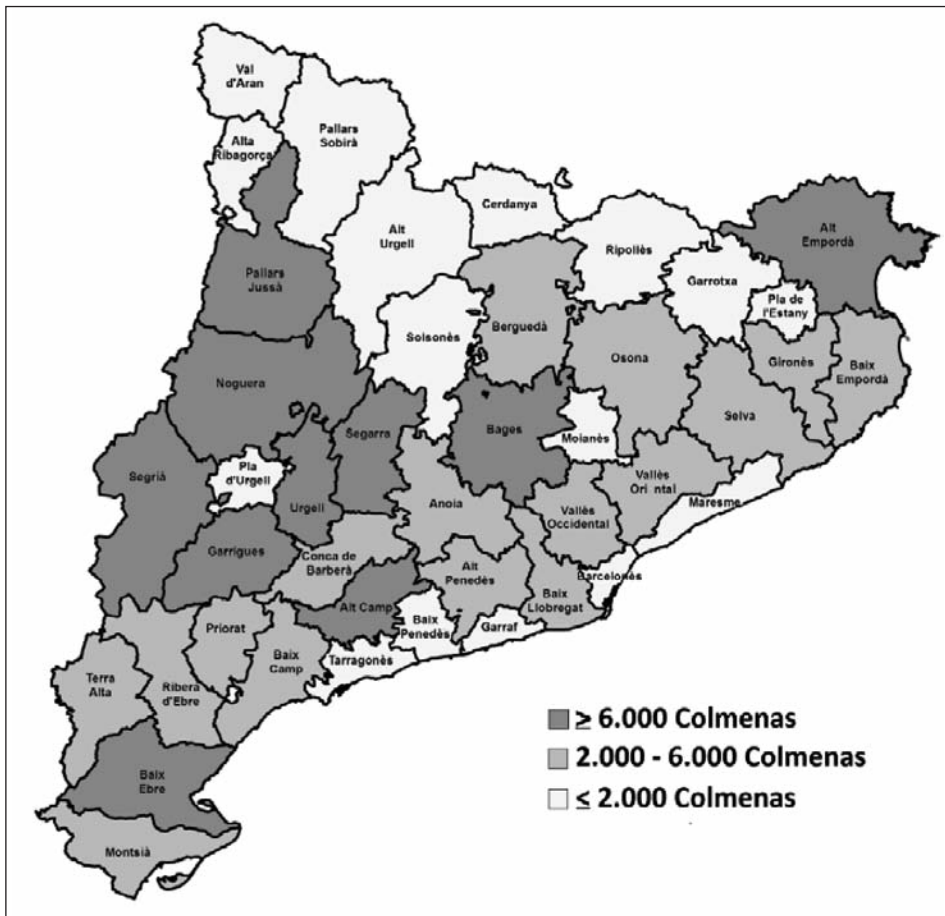 Val
d'Aran
Pallars
Sobirà
Alta
Ribagorça
Cerdanya
Alt
Urgell
Ripollès
Alt
Empordà
Garrotxa
Pallars
Jussà
Pla de
l'Estany
Solsonès
Berguedà
Osona
Gironès
Baix
Empordà
Noguera
Selva
Segarra
Bages
Moianès
Segrià
Pla
d'Urgell
Urgell
Anoia
Vallès
Ori ntal
Maresme
Vallès
Occidental
Garrigues
Conca de
Barberà
Alt
Penedès
Barcelonès
Alt Camp
Baix
Llobregat
Baix
Penedès
Garraf
Priorat
Baix
Camp
Tarragonès
Terra
Alta
Ribera
d'Ebre
Baix
Ebre
Montsià
≥ 6.000 Colmenas
2.000 - 6.000 Colmenas
≤ 2.000 Colmenas